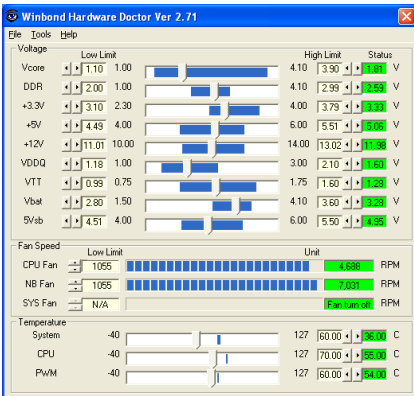 Winbond Hardware Doctor Ver 2.71
File Tools Help
Voltage
Low Limit High Limit Status
Vcore 1.10 1.00 4.10 3.90 1.81 V
DDR 2.00 1.00 4.10 2.99 2.59 V
+3.3V 3.10 2.30 4.00 3.79 3.33 V
+5V 4.49 4.00 6.00 5.51 5.06 V
+12V 11.01 10.00 14.00 13.02 11.98 V
VDDQ 1.18 1.00 3.00 2.10 1.60 V
VTT 0.99 0.75 1.75 1.60 1.28 V
Vbat 2.80 1.50 4.10 3.60 3.28 V
5Vsb 4.51 4.00 6.00 5.50 4.95 V
Fan Speed
Low Limit Unit
CPU Fan 1055 4,688 RPM
NB Fan 1055 7,031 RPM
SYS Fan N/A Fan turn off RPM
Temperature
System -40 127 60.00 36.00 C
CPU -40 127 70.00 55.00 C
PWM -40 127 60.00 54.00 C